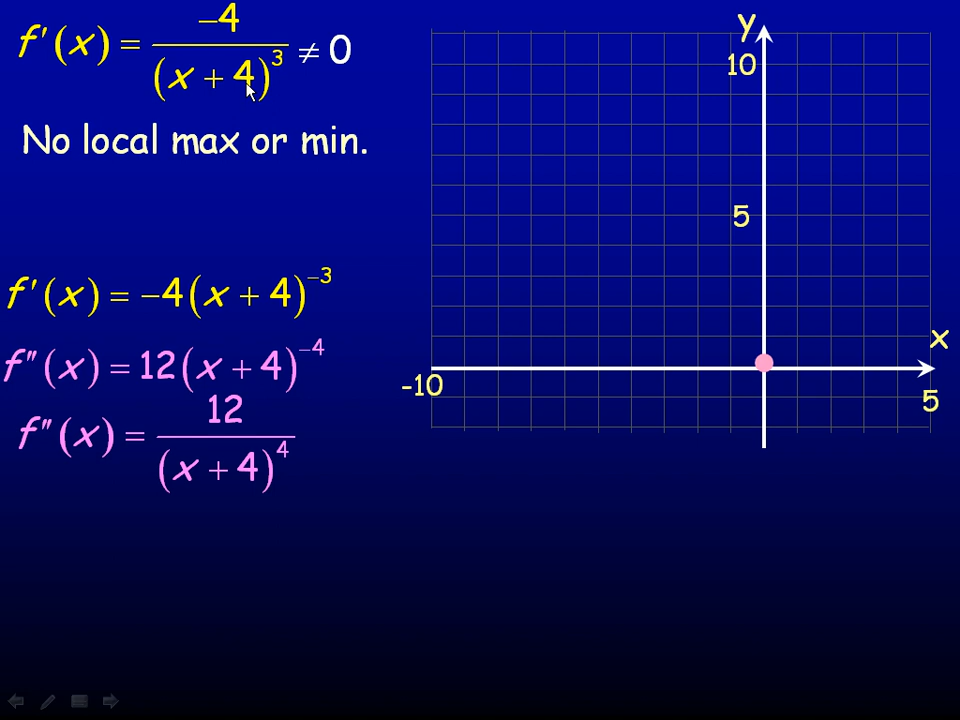 f′(x) = −4/(x + 4)³ ≠ 0
No local max or min.
f′(x) = −4(x + 4)⁻³
f″(x) = 12(x + 4)⁻⁴
f″(x) = 12/(x + 4)⁴
y
10
5
x
-10
5